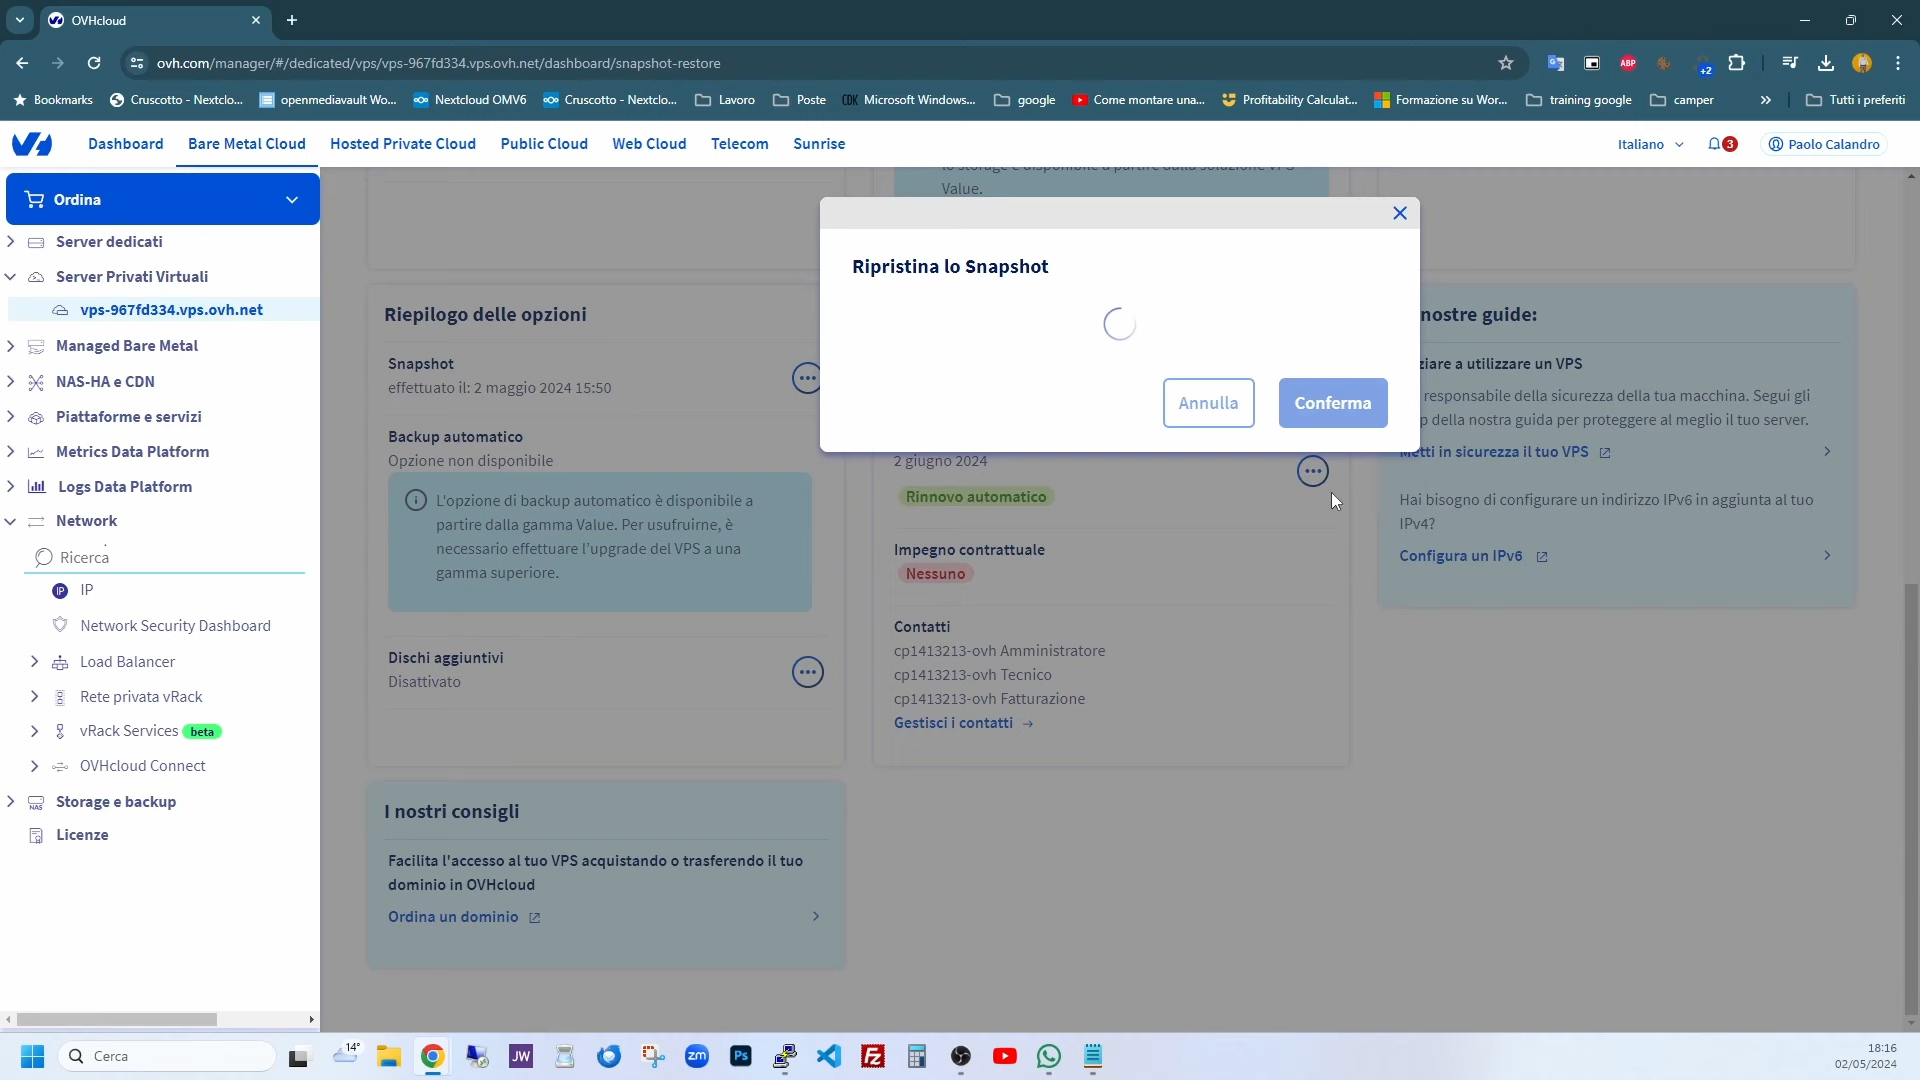 OVHcloud
ovh.com/manager/#/dedicated/vps/vps-967fd334.vps.ovh.net/dashboard/snapshot-restore
ABP
+2
Bookmarks
Cruscotto - Nextclo...
openmediavault Wo...
Nextcloud OMV6
Cruscotto - Nextclo...
Lavoro
Poste
CDK Microsoft Windows...
google
Come montare una...
Profitability Calculat...
Formazione su Wor...
training google
camper
»
Tutti i preferiti
Dashboard
Bare Metal Cloud
Hosted Private Cloud
Public Cloud
Web Cloud
Telecom
Sunrise
Italiano
3
Paolo Calandro
Ordina
Server dedicati
Server Privati Virtuali
vps-967fd334.vps.ovh.net
Managed Bare Metal
NAS-HA e CDN
Piattaforme e servizi
Metrics Data Platform
Logs Data Platform
Network
Ricerca
IP IP
Network Security Dashboard
Load Balancer
Rete privata vRack
vRack Services beta
OVHcloud Connect
NAS Storage e backup
Licenze
lo storage è disponibile a partire dalla soluzione VPS
Value.
Ripristina lo Snapshot
Annulla
Conferma
Riepilogo delle opzioni
Snapshot
effettuato il: 2 maggio 2024 15:50
Backup automatico
Opzione non disponibile
L'opzione di backup automatico è disponibile a
partire dalla gamma Value. Per usufruirne, è
necessario effettuare l'upgrade del VPS a una
gamma superiore.
Dischi aggiuntivi
Disattivato
2 giugno 2024
Rinnovo automatico
Impegno contrattuale
Nessuno
Contatti
cp1413213-ovh Amministratore
cp1413213-ovh Tecnico
cp1413213-ovh Fatturazione
Gestisci i contatti →
nostre guide:
ziare a utilizzare un VPS
responsabile della sicurezza della tua macchina. Segui gli
p della nostra guida per proteggere al meglio il tuo server.
Metti in sicurezza il tuo VPS
Hai bisogno di configurare un indirizzo IPv6 in aggiunta al tuo
IPv4?
Configura un IPv6
I nostri consigli
Facilita l'accesso al tuo VPS acquistando o trasferendo il tuo
dominio in OVHcloud
Ordina un dominio
Cerca
14°
JW
zm
Ps
Fz
18:16
02/05/2024